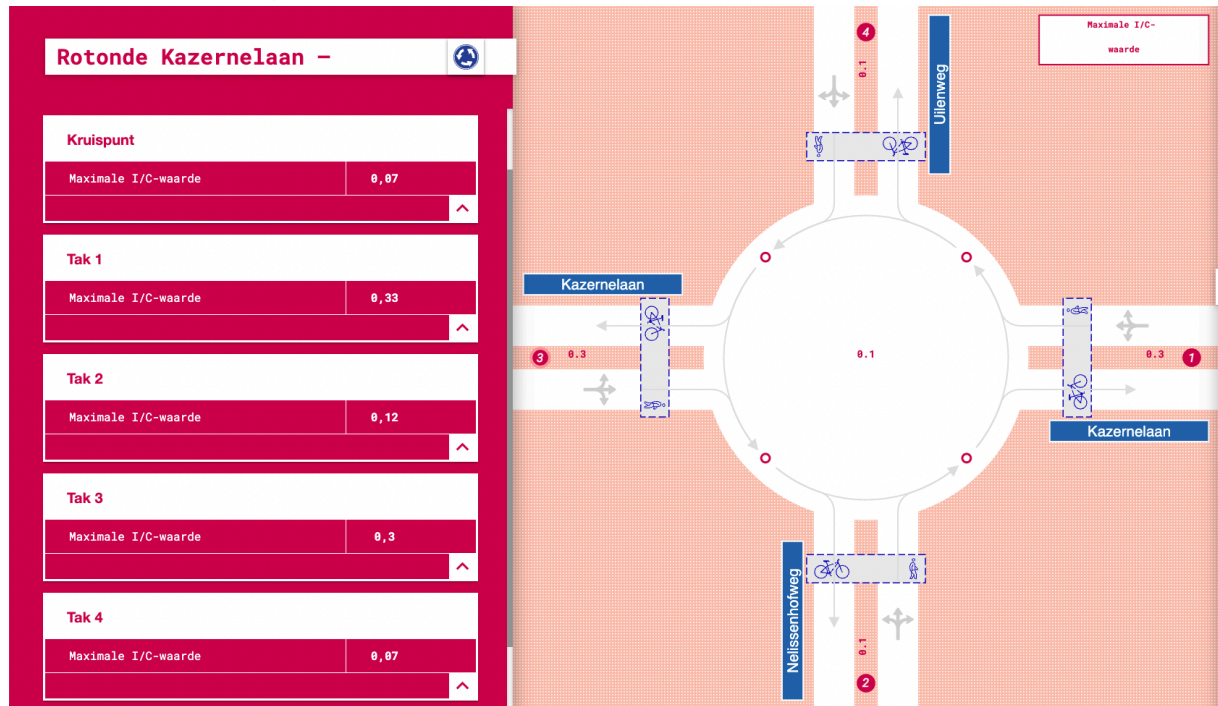 Rotonde Kazernelaan –
Kruispunt
Maximale I/C-waarde 0,07
Tak 1
Maximale I/C-waarde 0,33
Tak 2
Maximale I/C-waarde 0,12
Tak 3
Maximale I/C-waarde 0,3
Tak 4
Maximale I/C-waarde 0,07
Maximale I/C-
waarde
4
0.1
Uilenweg
Kazernelaan
3
0.3
0.1
0.3
1
Kazernelaan
Nelissenhofweg
0.1
2